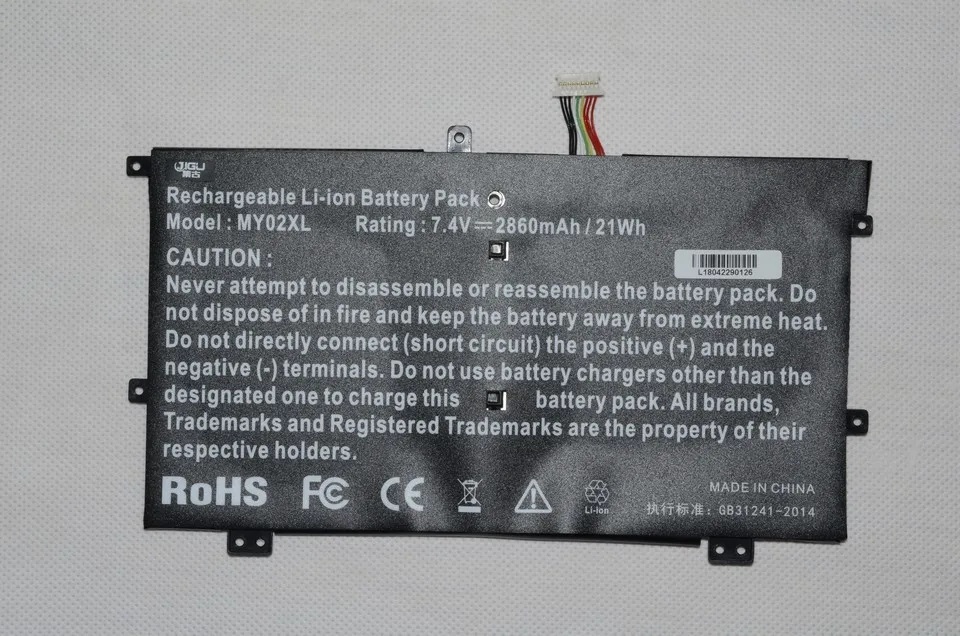 JIGU
集古
Rechargeable Li-ion Battery Pack
Model : MY02XL Rating : 7.4V⎓2860mAh / 21Wh
L18042290126
CAUTION :
Never attempt to disassemble or reassemble the battery pack. Do
not dispose of in fire and keep the battery away from extreme heat.
Do not directly connect (short circuit) the positive (+) and the
negative (-) terminals. Do not use battery chargers other than the
designated one to charge this battery pack. All brands,
Trademarks and Registered Trademarks are the property of their
respective holders.
RoHS FC CE Li-Ion
MADE IN CHINA
执行标准: GB31241-2014